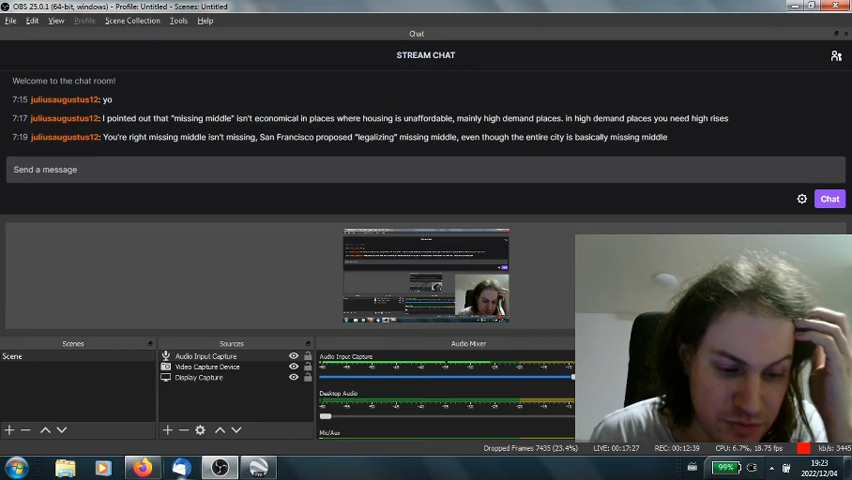 OBS 25.0.1 (64-bit, windows) - Profile: Untitled - Scenes: Untitled
File Edit View Profile Scene Collection Tools Help
Chat
STREAM CHAT
Welcome to the chat room!
7:15 juliusaugustus12: yo
7:17 juliusaugustus12: I pointed out that "missing middle" isn't economical in places where housing is unaffordable, mainly high demand places. in high demand places you need high rises
7:19 juliusaugustus12: You're right missing middle isn't missing, San Francisco proposed "legalizing" missing middle, even though the entire city is basically missing middle
Send a message
Chat
Scenes
Sources
Audio Mixer
Scene
Audio Input Capture
Video Capture Device
Display Capture
Audio Input Capture
Desktop Audio
Mic/Aux
Dropped Frames 7435 (23.4%) LIVE: 00:17:27 REC: 00:12:39 CPU: 6.7%, 18.75 fps 3445
99%
19:23
2022/12/04